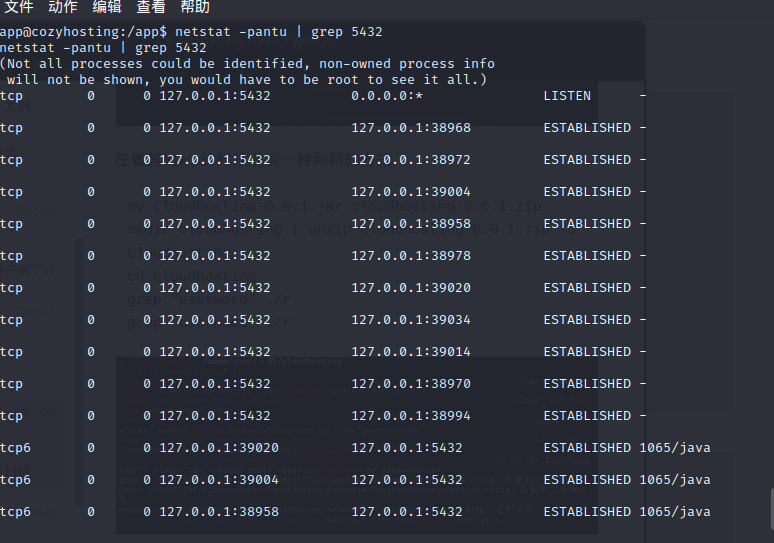 文件 动作 编辑 查看 帮助
app@cozyhosting:/app$ netstat -pantu | grep 5432
netstat -pantu | grep 5432
(Not all processes could be identified, non-owned process info
 will not be shown, you would have to be root to see it all.)
tcp 0 0 127.0.0.1:5432 0.0.0.0:* LISTEN -
tcp 0 0 127.0.0.1:5432 127.0.0.1:38968 ESTABLISHED -
tcp 0 0 127.0.0.1:5432 127.0.0.1:38972 ESTABLISHED -
tcp 0 0 127.0.0.1:5432 127.0.0.1:39004 ESTABLISHED -
tcp 0 0 127.0.0.1:5432 127.0.0.1:38958 ESTABLISHED -
tcp 0 0 127.0.0.1:5432 127.0.0.1:38978 ESTABLISHED -
tcp 0 0 127.0.0.1:5432 127.0.0.1:39020 ESTABLISHED -
tcp 0 0 127.0.0.1:5432 127.0.0.1:39034 ESTABLISHED -
tcp 0 0 127.0.0.1:5432 127.0.0.1:39014 ESTABLISHED -
tcp 0 0 127.0.0.1:5432 127.0.0.1:38970 ESTABLISHED -
tcp 0 0 127.0.0.1:5432 127.0.0.1:38994 ESTABLISHED -
tcp6 0 0 127.0.0.1:39020 127.0.0.1:5432 ESTABLISHED 1065/java
tcp6 0 0 127.0.0.1:39004 127.0.0.1:5432 ESTABLISHED 1065/java
tcp6 0 0 127.0.0.1:38958 127.0.0.1:5432 ESTABLISHED 1065/java